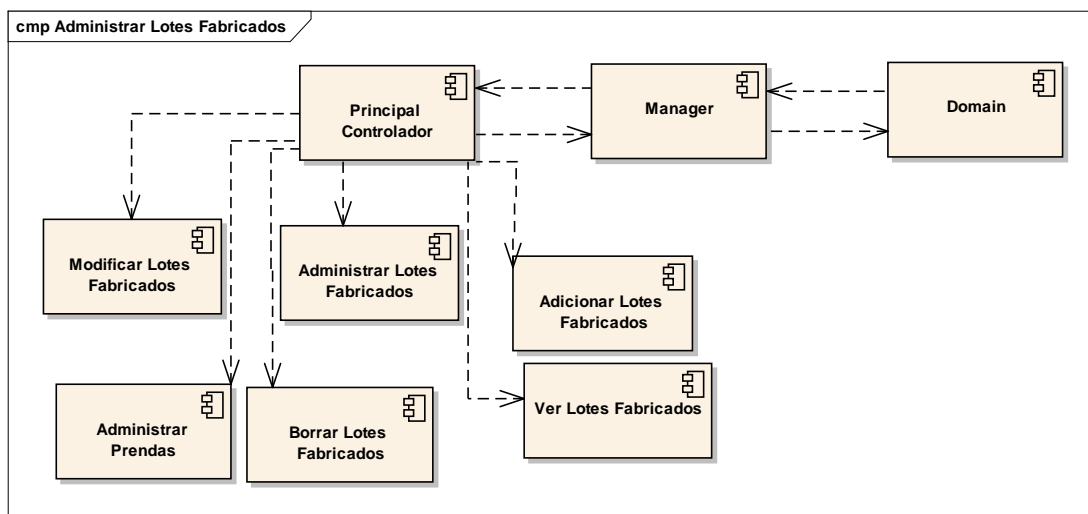 cmp Administrar Lotes Fabricados
Principal
Controlador
Manager
Domain
Modificar Lotes
Fabricados
Administrar Lotes
Fabricados
Adicionar Lotes
Fabricados
Administrar
Prendas
Borrar Lotes
Fabricados
Ver Lotes Fabricados